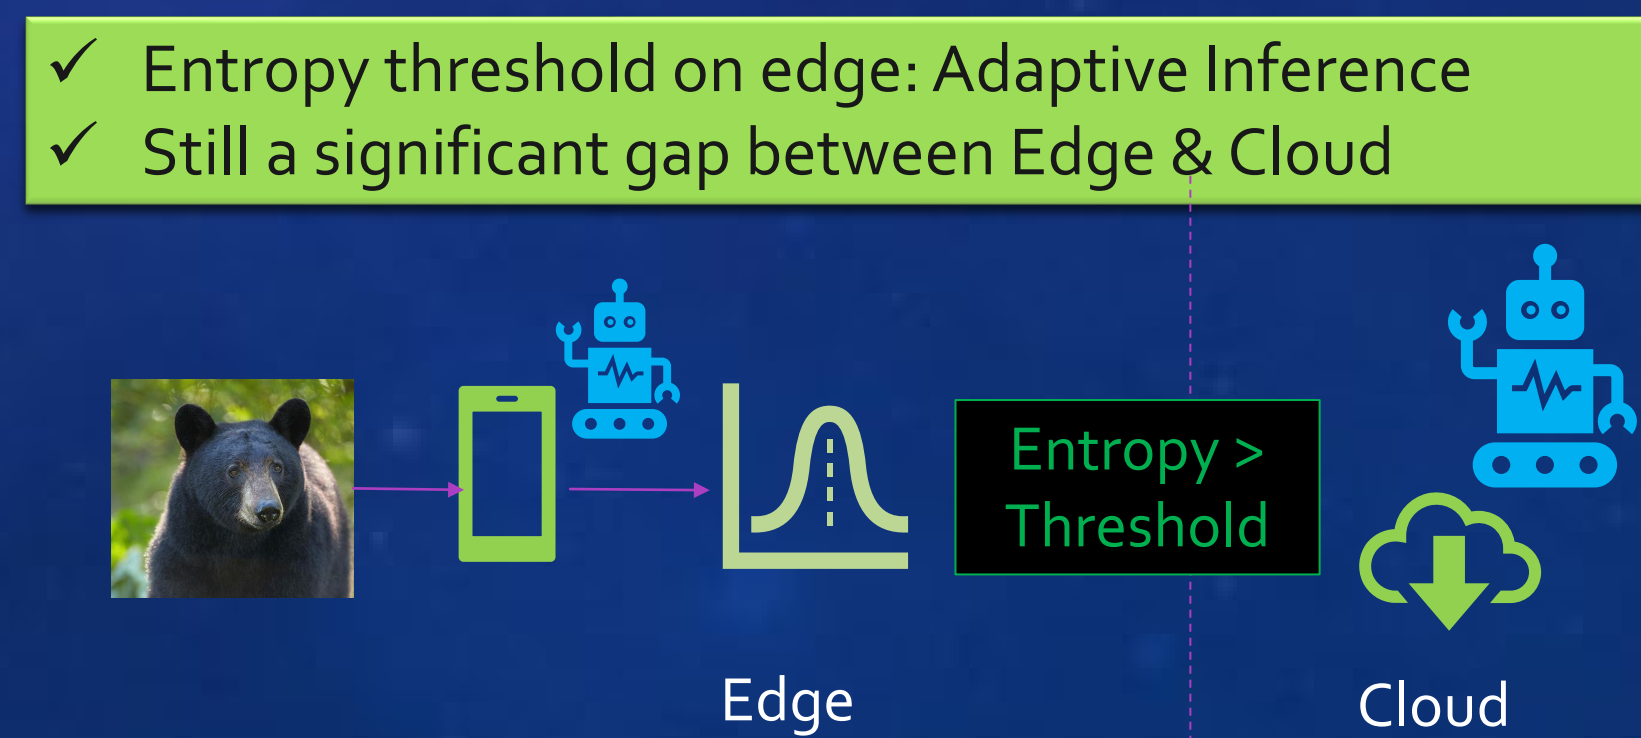 ✓ Entropy threshold on edge: Adaptive Inference
✓ Still a significant gap between Edge & Cloud
Entropy >
Threshold
Edge
Cloud